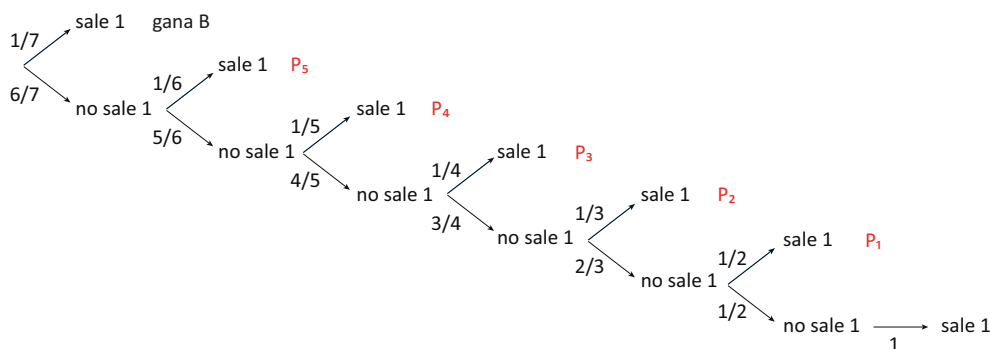 sale 1 gana B
1/7
sale 1 P₅
6/7
1/6
no sale 1
sale 1 P₄
5/6
1/5
no sale 1
sale 1 P₃
4/5
1/4
no sale 1
sale 1 P₂
3/4
1/3
no sale 1
sale 1 P₁
2/3
1/2
no sale 1
1/2
no sale 1
1
sale 1